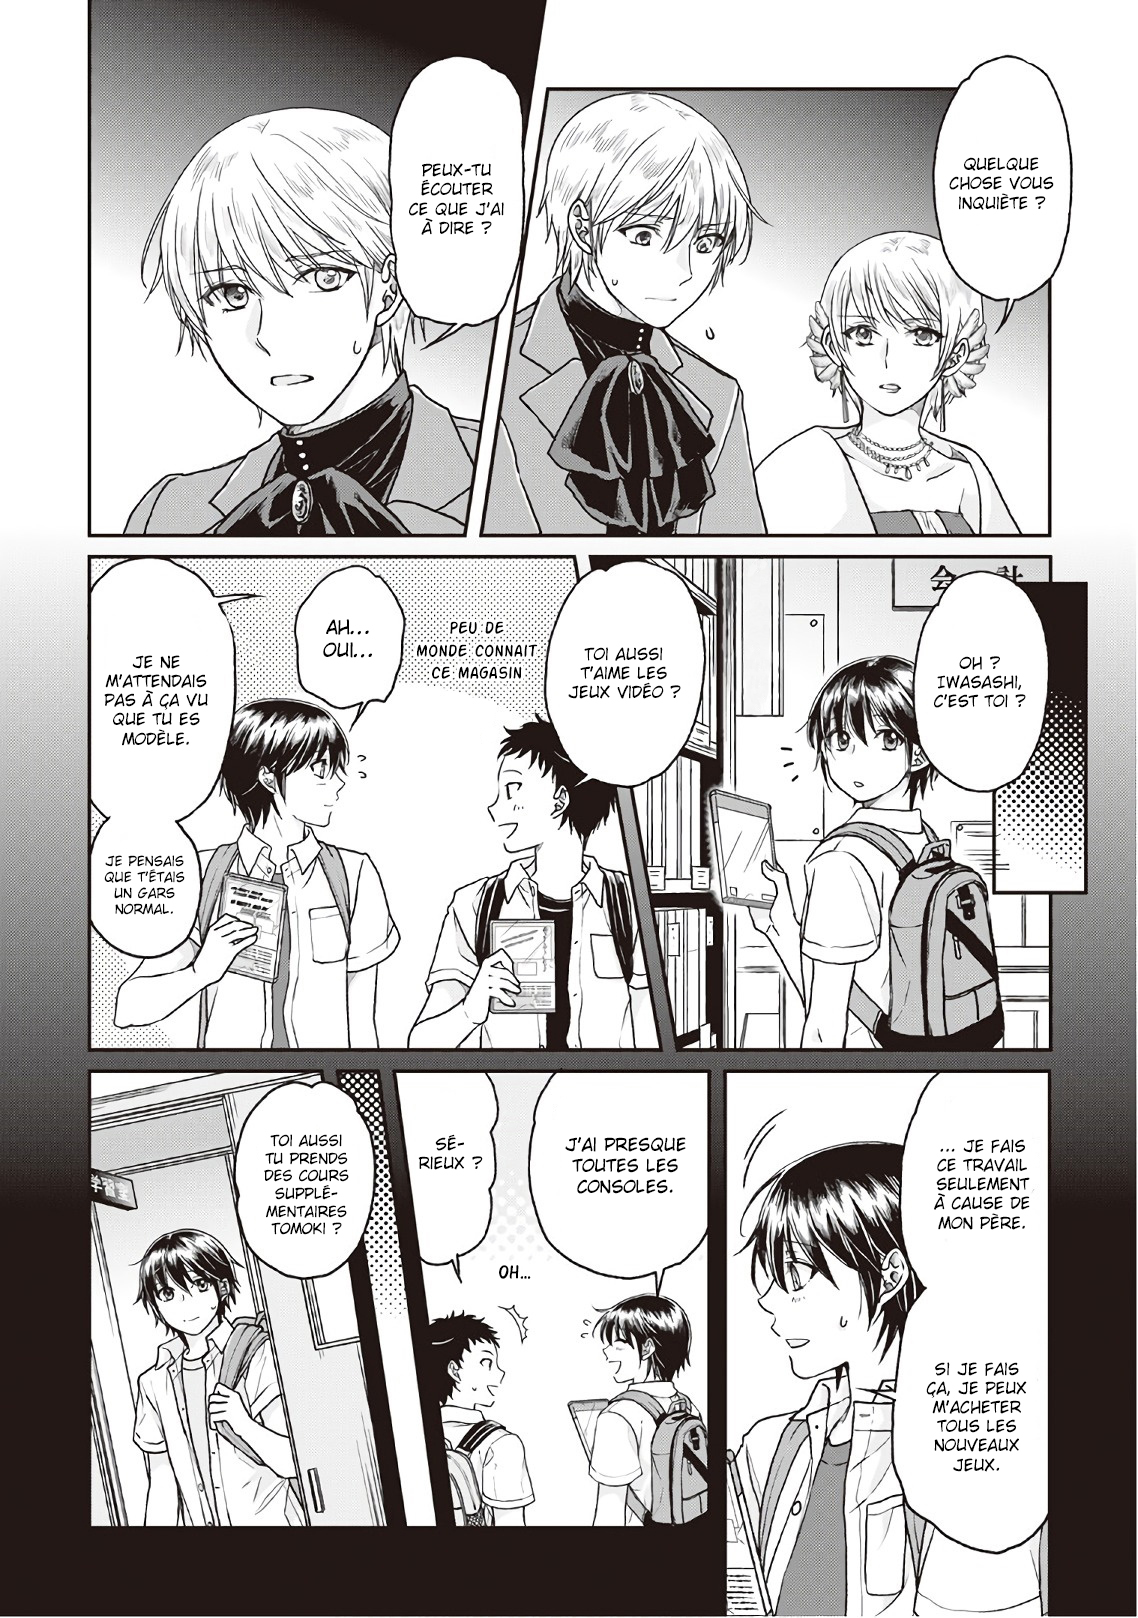 QUELQUE
CHOSE VOUS
INQUIÈTE ?
PEUX-TU
ÉCOUTER
CE QUE J'AI
À DIRE ?
OH ?
IWASASHI,
C'EST TOI ?
TOI AUSSI
T'AIME LES
JEUX VIDÉO ?
PEU DE
MONDE CONNAIT
CE MAGASIN
AH...
OUI...
JE NE
M'ATTENDAIS
PAS À ÇA VU
QUE TU ES
MODÈLE.
JE PENSAIS
QUE T'ÉTAIS
UN GARS
NORMAL.
... JE FAIS
CE TRAVAIL
SEULEMENT
À CAUSE DE
MON PÈRE.
SI JE FAIS
ÇA, JE PEUX
M'ACHETER
TOUS LES
NOUVEAUX
JEUX.
J'AI PRESQUE
TOUTES LES
CONSOLES.
SÉ-
RIEUX ?
OH...
TOI AUSSI
TU PRENDS
DES COURS
SUPPLÉ-
MENTAIRES
TOMOKI ?
学習室